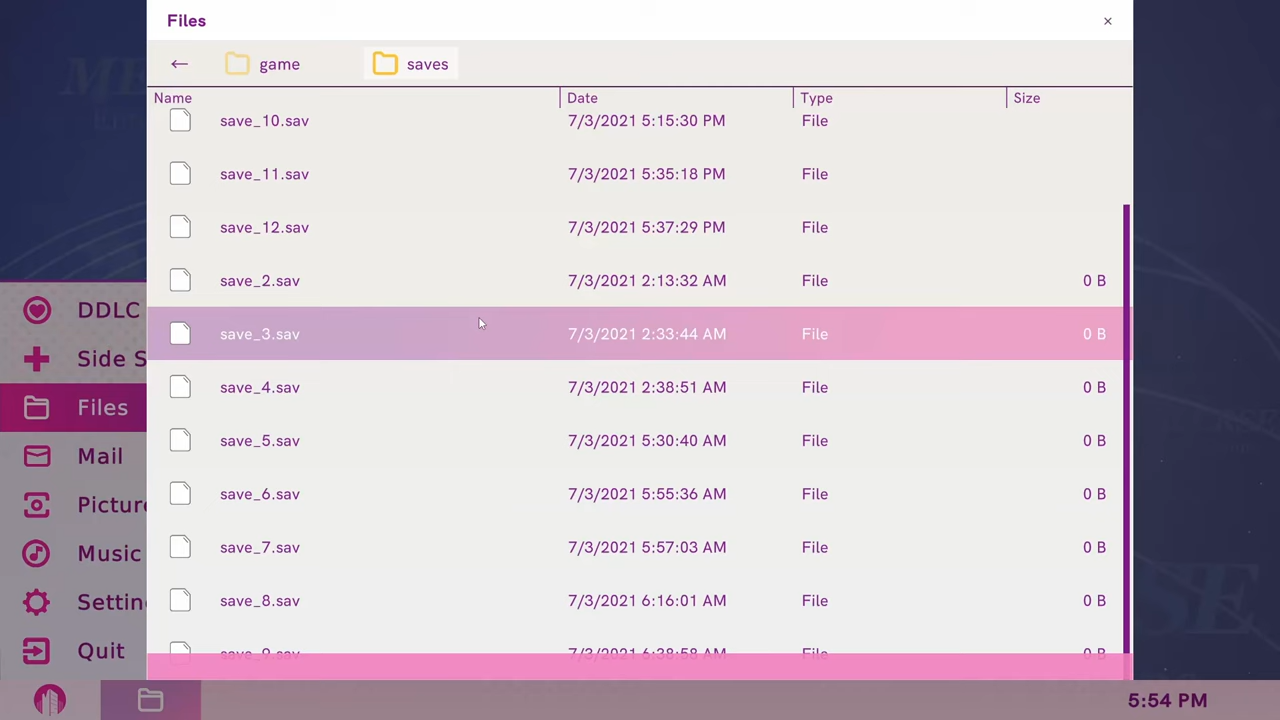 Files
×
← game saves
Name Date Type Size
save_10.sav 7/3/2021 5:15:30 PM File
save_11.sav 7/3/2021 5:35:18 PM File
save_12.sav 7/3/2021 5:37:29 PM File
save_2.sav 7/3/2021 2:13:32 AM File 0 B
save_3.sav 7/3/2021 2:33:44 AM File 0 B
save_4.sav 7/3/2021 2:38:51 AM File 0 B
save_5.sav 7/3/2021 5:30:40 AM File 0 B
save_6.sav 7/3/2021 5:55:36 AM File 0 B
save_7.sav 7/3/2021 5:57:03 AM File 0 B
save_8.sav 7/3/2021 6:16:01 AM File 0 B
save_9.sav 7/3/2021 6:38:58 AM File 0 B
DDLC
Side S
Files
Mail
Picture
Music
Settin
Quit
5:54 PM